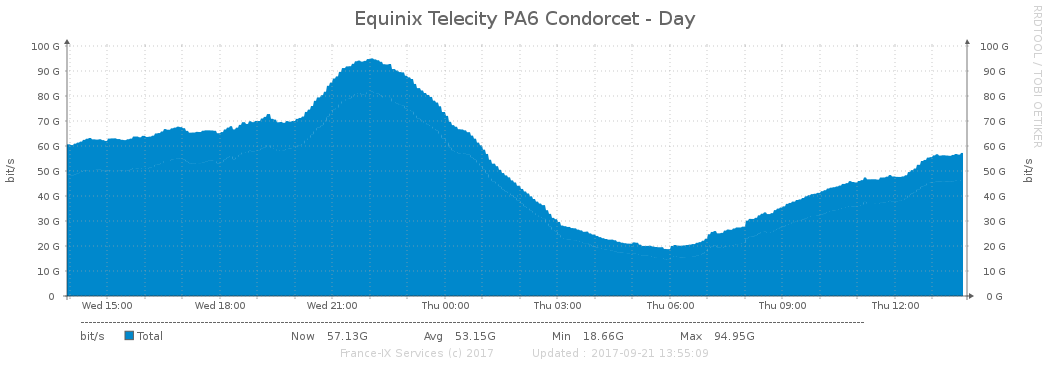 Equinix Telecity PA6 Condorcet - Day
RRDTOOL / TOBI OETIKER
100 G 100 G
90 G 90 G
80 G 80 G
70 G 70 G
60 G 60 G
50 G 50 G
40 G 40 G
30 G 30 G
20 G 20 G
10 G 10 G
0 0 G
bit/s bit/s
Wed 15:00 Wed 18:00 Wed 21:00 Thu 00:00 Thu 03:00 Thu 06:00 Thu 09:00 Thu 12:00
bit/s Total Now 57.13G Avg 53.15G Min 18.66G Max 94.95G
France-IX Services (c) 2017 Updated : 2017-09-21 13:55:09